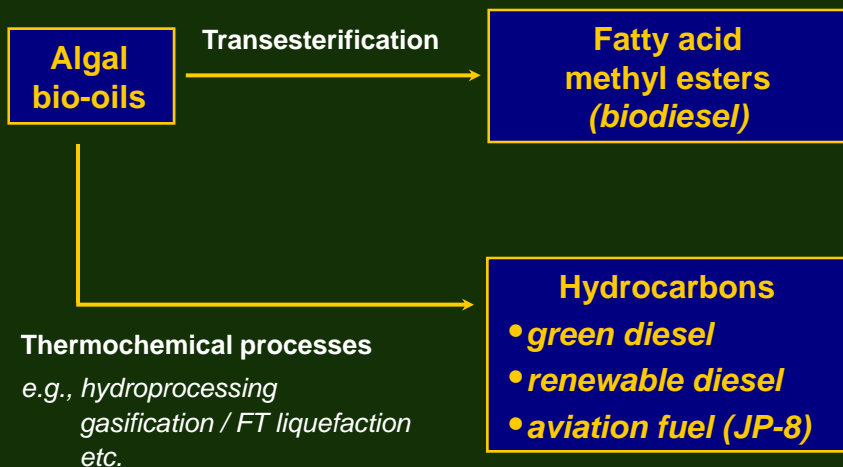 Algal
bio-oils
Transesterification
Fatty acid
methyl esters
(biodiesel)
Thermochemical processes
e.g., hydroprocessing
gasification / FT liquefaction
etc.
Hydrocarbons
• green diesel
• renewable diesel
• aviation fuel (JP-8)